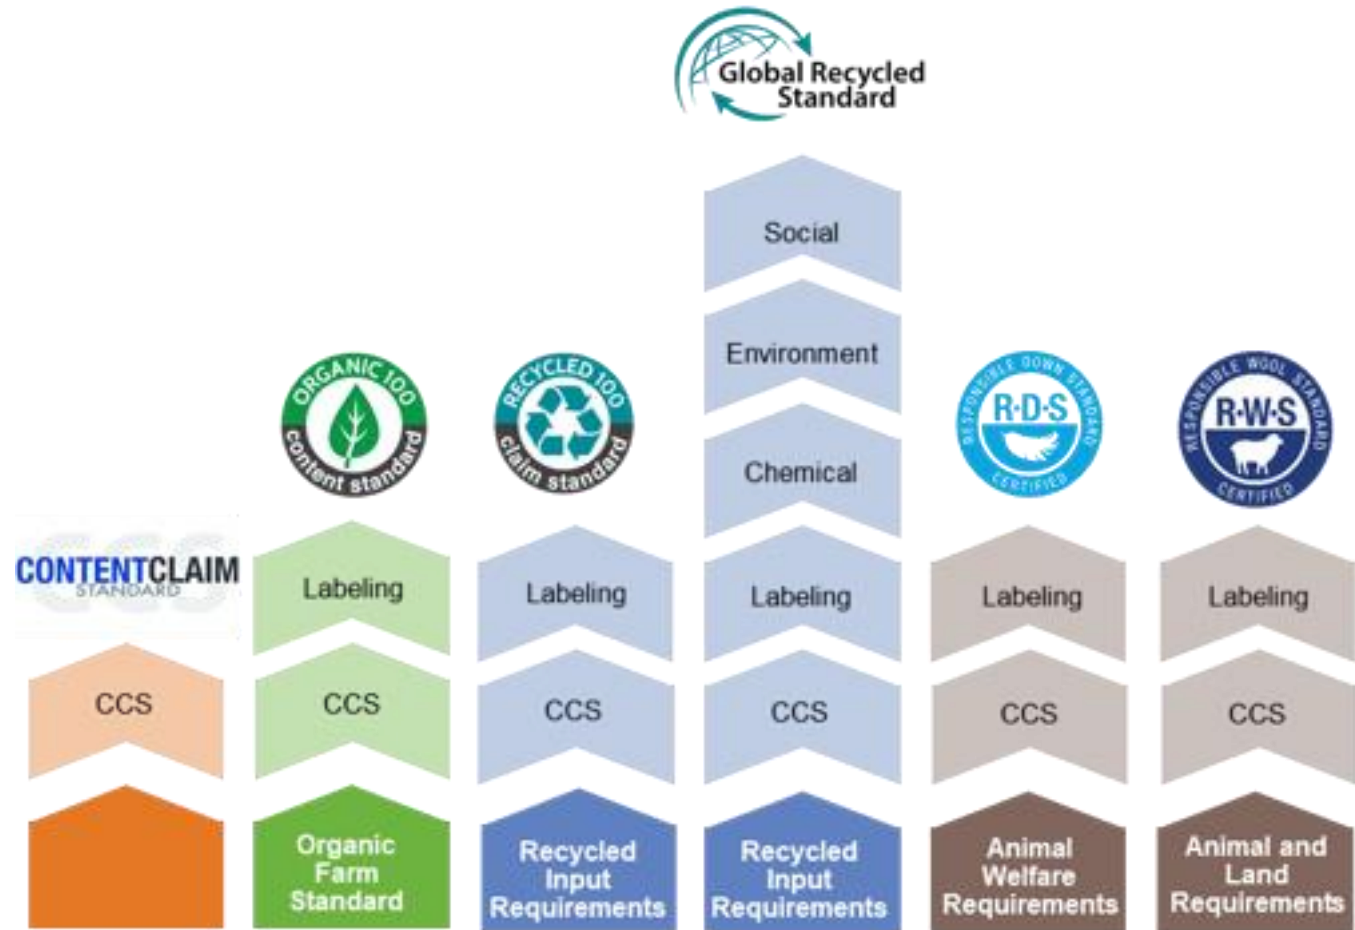 Global Recycled
Standard
Social
Environment
Chemical
ORGANIC 100
content standard
RECYCLED 100
claim standard
RESPONSIBLE DOWN STANDARD
R·D·S
CERTIFIED
RESPONSIBLE WOOL STANDARD
R·W·S
CERTIFIED
CCS
CONTENTCLAIM
STANDARD
Labeling
Labeling
Labeling
Labeling
Labeling
CCS
CCS
CCS
CCS
CCS
CCS
Organic
Farm
Standard
Recycled
Input
Requirements
Recycled
Input
Requirements
Animal
Welfare
Requirements
Animal and
Land
Requirements